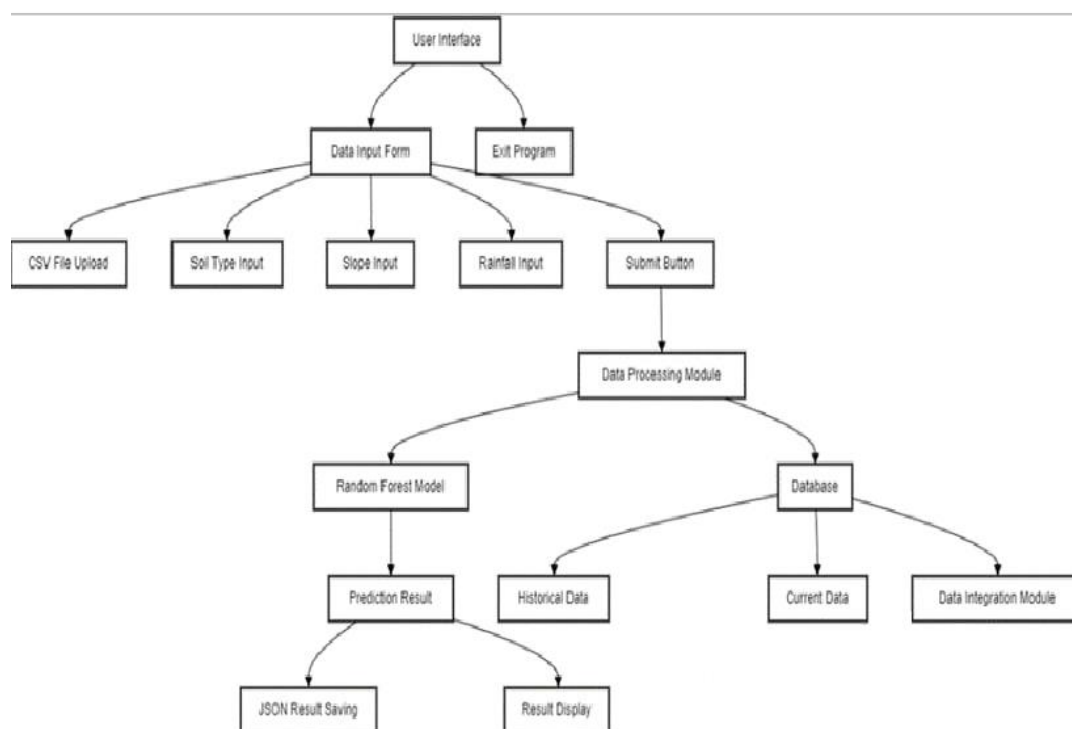 User Interface
Data Input Form
Exit Program
CSV File Upload
Soil Type Input
Slope Input
Rainfall Input
Submit Button
Data Processing Module
Random Forest Model
Database
Prediction Result
Historical Data
Current Data
Data Integration Module
JSON Result Saving
Result Display